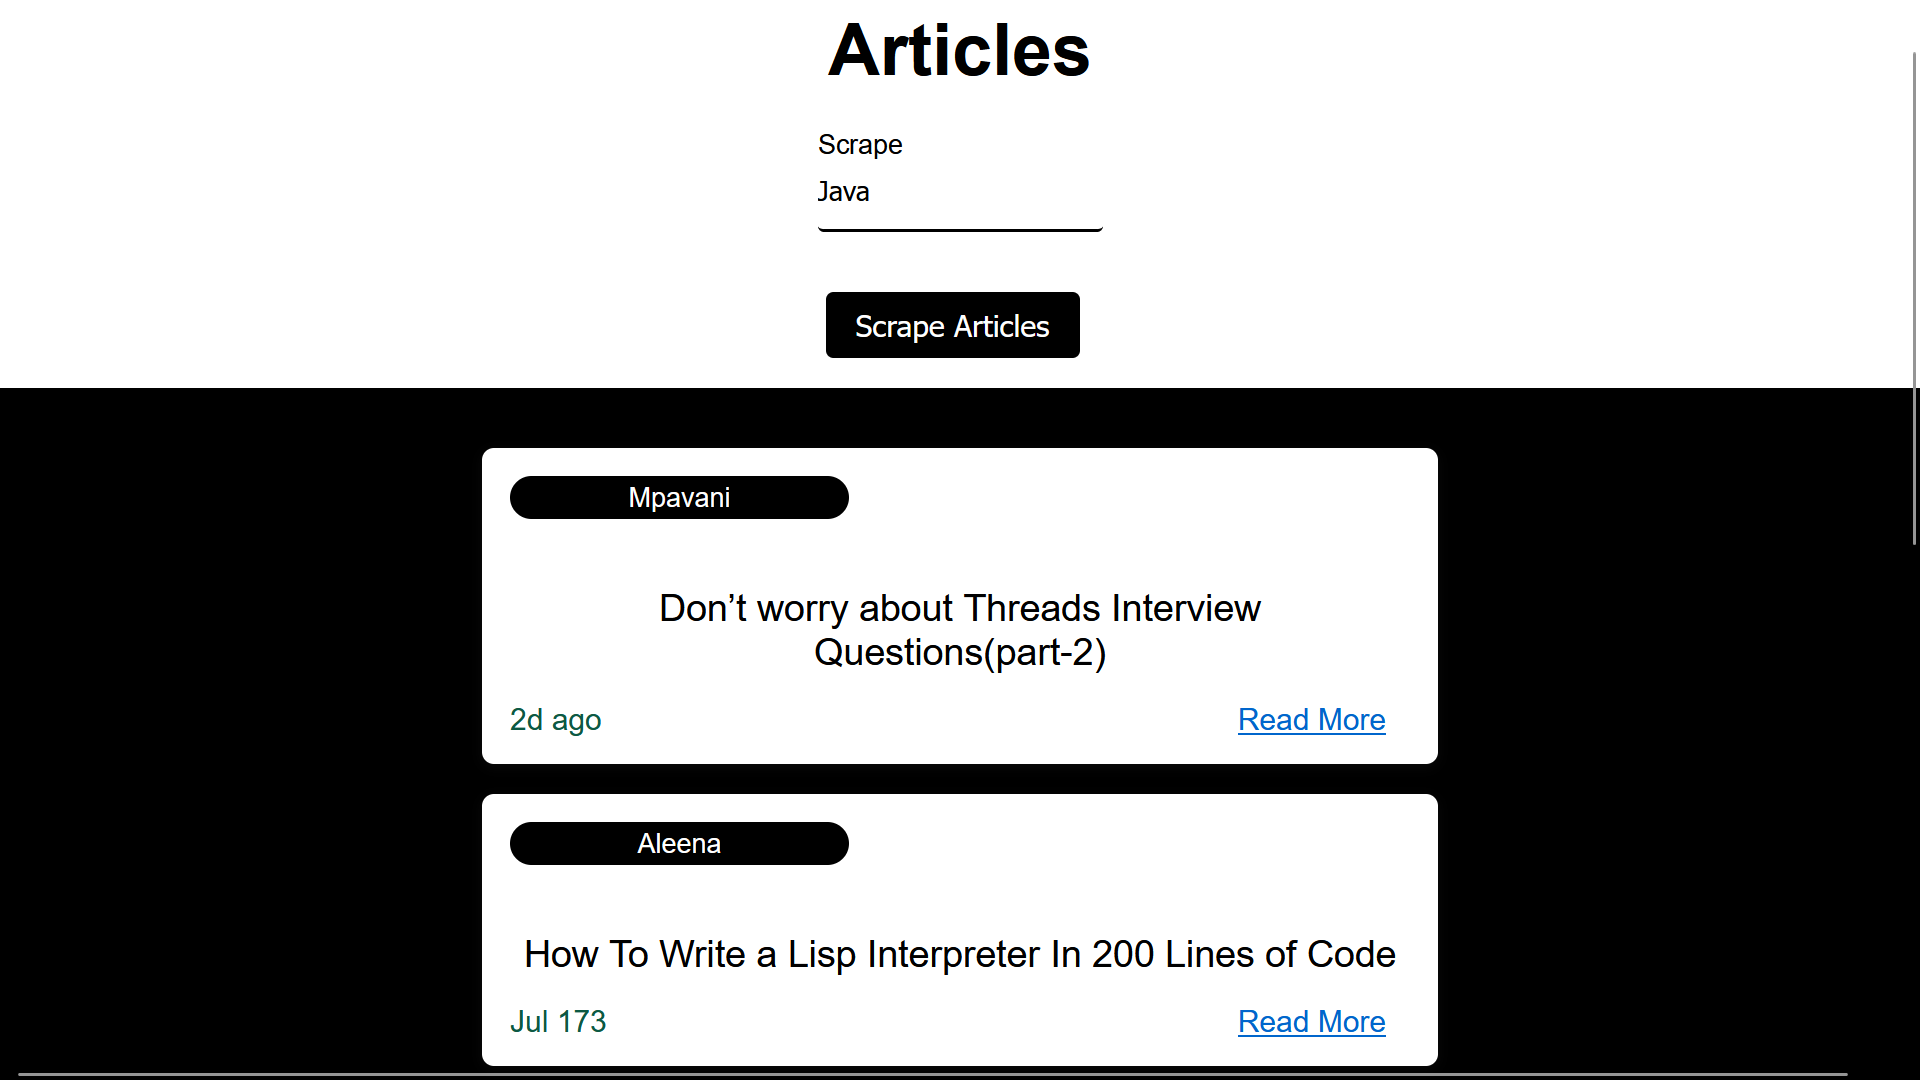 Articles
Scrape
Java
Scrape Articles
Mpavani
Don’t worry about Threads Interview
Questions(part-2)
2d ago
Read More
Aleena
How To Write a Lisp Interpreter In 200 Lines of Code
Jul 173
Read More